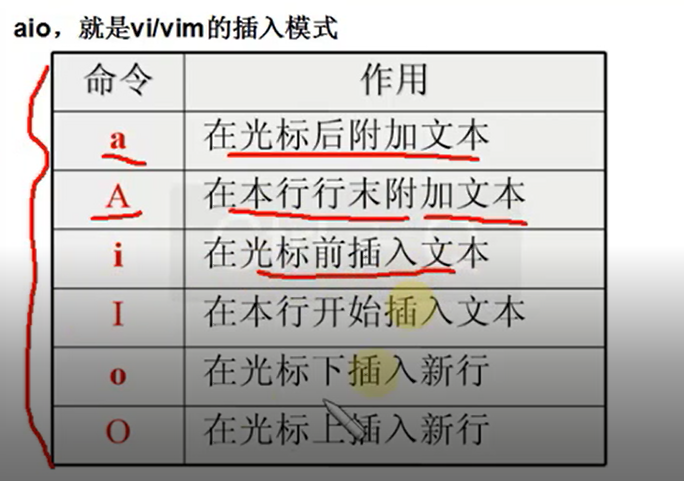 aio，就是vi/vim的插入模式
命令 作用
a 在光标后附加文本
A 在本行行末附加文本
i 在光标前插入文本
I 在本行开始插入文本
o 在光标下插入新行
O 在光标上插入新行